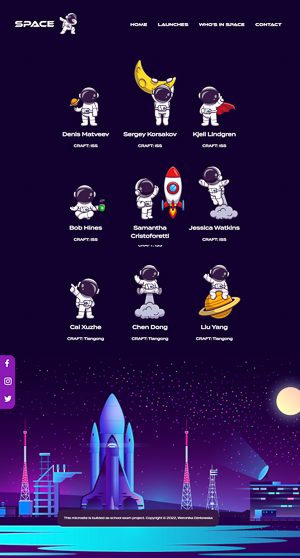 SPACE
HOME LAUNCHES WHO'S IN SPACE CONTACT
Denis Matveev Sergey Korsakov Kjell Lindgren
CRAFT: ISS CRAFT: ISS CRAFT: ISS
Bob Hines Samantha Cristoforetti Jessica Watkins
CRAFT: ISS CRAFT: ISS CRAFT: ISS
Cai Xuzhe Chen Dong Liu Yang
CRAFT: Tiangong CRAFT: Tiangong CRAFT: Tiangong
This microsite is builded as school exam project. Copyright © 2022, Weronika